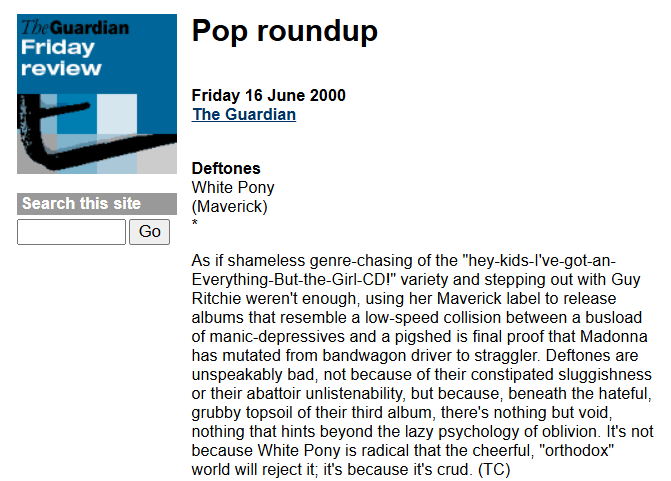 TheGuardian
Friday
review
Pop roundup
Friday 16 June 2000
The Guardian
Search this site
Go
Deftones
White Pony
(Maverick)
*
As if shameless genre-chasing of the "hey-kids-I've-got-an-
Everything-But-the-Girl-CD!" variety and stepping out with Guy
Ritchie weren't enough, using her Maverick label to release
albums that resemble a low-speed collision between a busload
of manic-depressives and a pigshed is final proof that Madonna
has mutated from bandwagon driver to straggler. Deftones are
unspeakably bad, not because of their constipated sluggishness
or their abattoir unlistenability, but because, beneath the hateful,
grubby topsoil of their third album, there's nothing but void,
nothing that hints beyond the lazy psychology of oblivion. It's not
because White Pony is radical that the cheerful, "orthodox"
world will reject it; it's because it's crud. (TC)